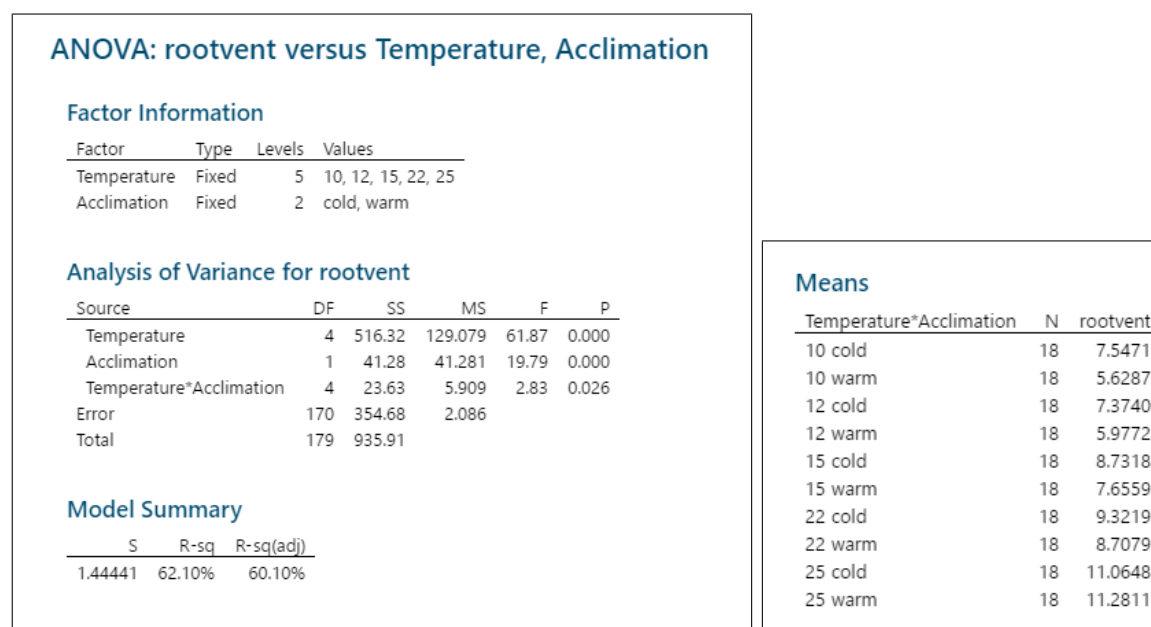 ANOVA: rootvent versus Temperature, Acclimation
Factor Information
Factor Type Levels Values
Temperature Fixed 5 10, 12, 15, 22, 25
Acclimation Fixed 2 cold, warm
Analysis of Variance for rootvent
Source DF SS MS F P
Temperature 4 516.32 129.079 61.87 0.000
Acclimation 1 41.28 41.281 19.79 0.000
Temperature*Acclimation 4 23.63 5.909 2.83 0.026
Error 170 354.68 2.086
Total 179 935.91
Model Summary
S R-sq R-sq(adj)
1.44441 62.10% 60.10%
Means
Temperature*Acclimation N rootvent
10 cold 18 7.5471
10 warm 18 5.6287
12 cold 18 7.3740
12 warm 18 5.9772
15 cold 18 8.7318
15 warm 18 7.6559
22 cold 18 9.3219
22 warm 18 8.7079
25 cold 18 11.0648
25 warm 18 11.2811